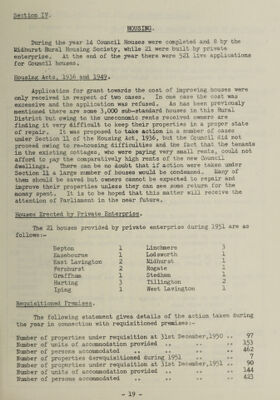 Section IV.
HOUSING.
During the year 14 Council Houses were completed and 8 by the
Midhurst Rural Housing Society, while 21 were built by private
enterprise. At the end of the year there were 521 live applications
for Council houses.
Housing Acts, 1936 and 1949.
Application for grant towards the cost of improving houses were
only received in respect of two cases. In one case the cost was
excessive and the application was refused. As has been previously
mentioned there are some 3,000 sub-standard houses in this Rural
District but owing to the uneconomic rents received owners are
finding it very difficult to keep their properties in a proper state
of repair. It was proposed to take action in a number of cases
under Section 11 of the Housing Act, 1936, but the Council did not
proceed owing to re-housing difficulties and the fact that the tenants
in the existing cottages, who were paying very small rents, could not
afford to pay the comparatively high rents of the new Council
dwellings. There can be no doubt that if action were taken under
Section 11 a large number of houses would be condemned. Many of
them should be saved but owners cannot be expected to repair and
improve their properties unless they can see some return for the
money spent. It is to be hoped that this matter will receive the
attention of Parliament in the near future.
Houses Erected by Private Enterprise.
The 21 houses provided by private enterprise during 1951 are as
follows:-
Bepton 1 Linchmere 3
Easebourne 1 Lodsworth 1
East Lavington 2 Midhurst 1
Fernhurst 2 Rogate 1
Graffham 1 Stedham 1
Harting 3 Tillington 2
Iping 1 West Lavington 1
Requisitioned Premises.
The following statement gives details of the action taken during
the year in connection with requisitioned premises:-
Number of properties under requisition at 31st December, 1950 .. 97
Number of units of accommodation provided .. .. .. .. 153
Number of persons accommodated .. .. .. .. .. 462
Number of properties derequisitioned during 1951 .. .. .. 7
Number of properties under requisition at 31st December, 1951 .. 90
Number of units of accommodation provided .. .. .. .. 144
Number of persons accommodated .. .. .. .. .. 425
- 19 -